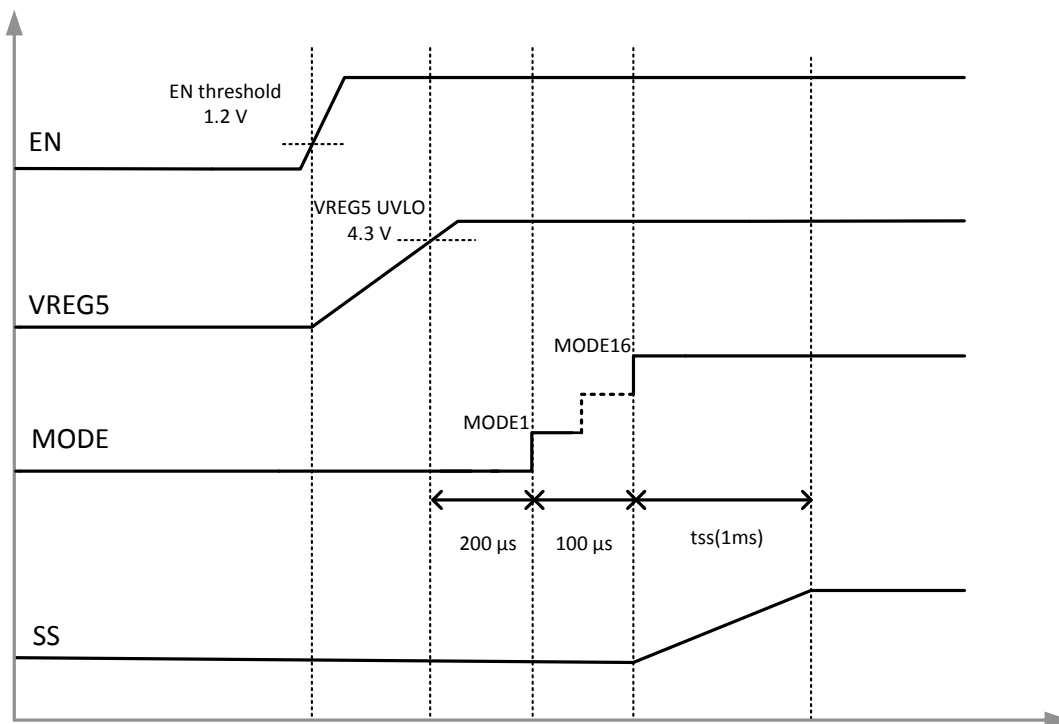 EN threshold
1.2 V
EN
VREG5 UVLO
4.3 V
VREG5
MODE16
MODE1
MODE
200 µs
100 µs
tss(1ms)
SS